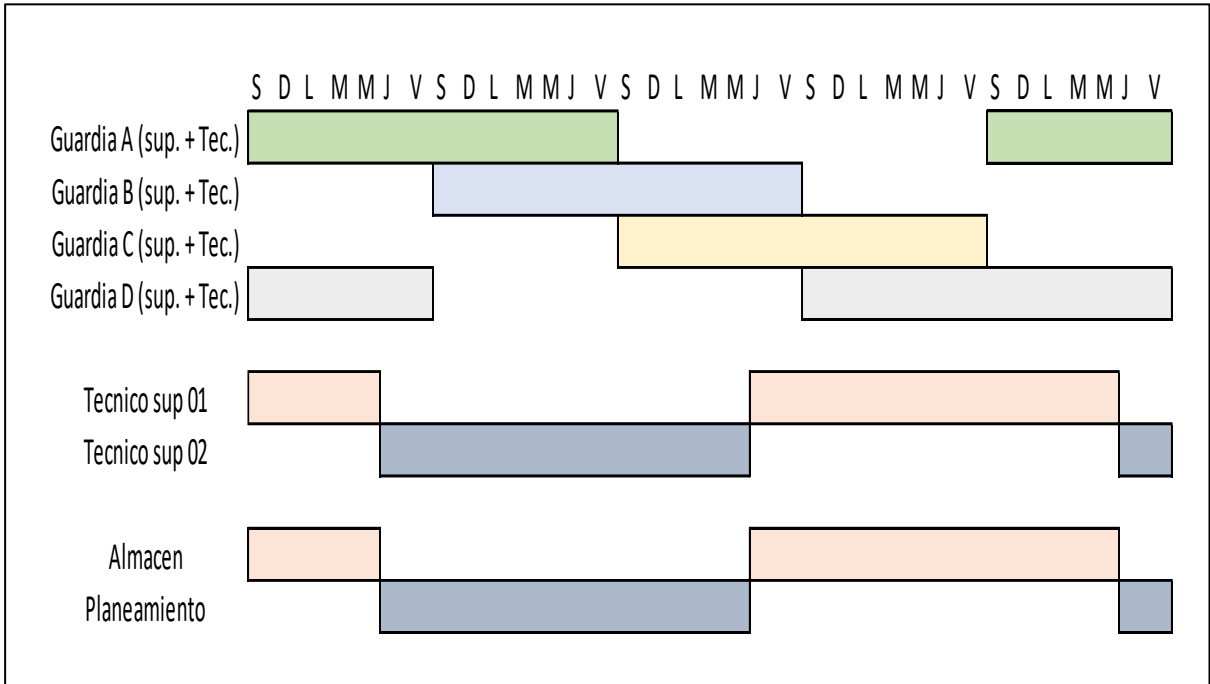 S D L M M J V S D L M M J V S D L M M J V S D L M M J V S D L M M J V
Guardia A (sup. + Tec.)
Guardia B (sup. + Tec.)
Guardia C (sup. + Tec.)
Guardia D (sup. + Tec.)
Tecnico sup 01
Tecnico sup 02
Almacen
Planeamiento